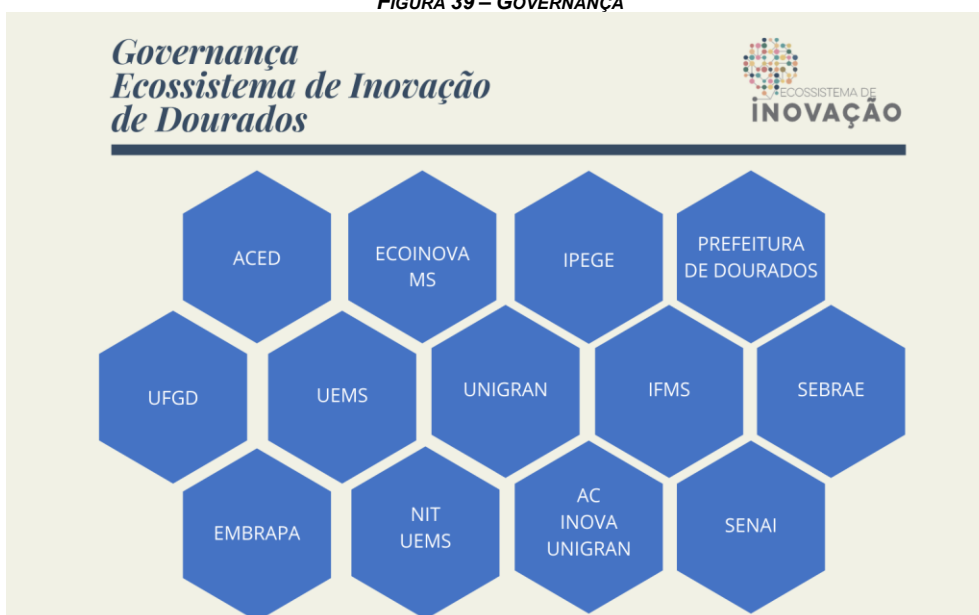 FIGURA 39 – GOVERNANÇA
Governança
Ecossistema de Inovação
de Dourados
ECOSSISTEMA DE
INOVAÇÃO
ACED
ECOINOVA
MS
IPEGE
PREFEITURA
DE DOURADOS
UFGD
UEMS
UNIGRAN
IFMS
SEBRAE
EMBRAPA
NIT
UEMS
AC
INOVA
UNIGRAN
SENAI